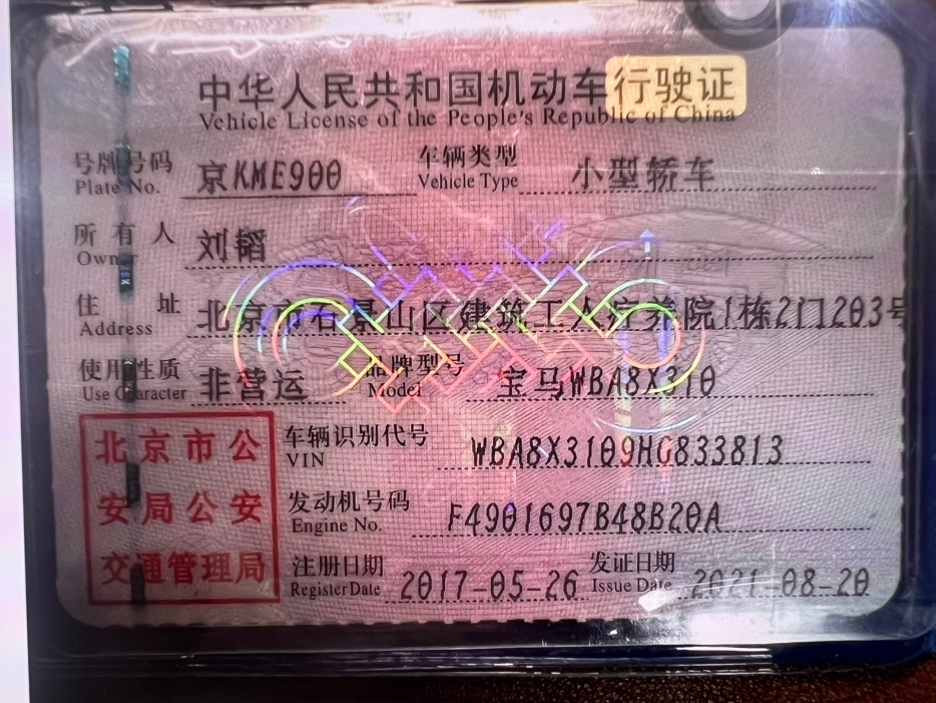 中华人民共和国机动车行驶证
Vehicle License of the People's Republic of China
号牌号码 京KME900 车辆类型 小型轿车
Plate No. Vehicle Type
所有人 刘韬
Owner
住址 北京市石景山区建筑工人疗养院1栋2门203号
Address
使用性质 非营运 品牌型号 宝马WBA8X310
Use Character Model
北京市公
安局公安
交通管理局
车辆识别代号 WBA8X3109HG833813
VIN
发动机号码 F4901697B48B20A
Engine No.
注册日期 2017-05-26 发证日期 2021-08-20
Register Date Issue Date